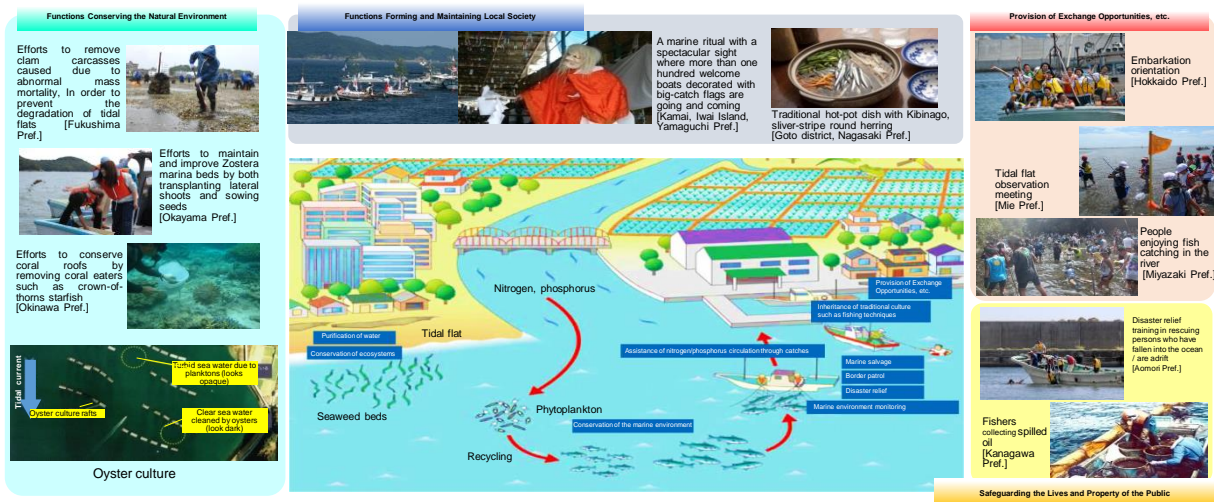 Functions Conserving the Natural Environment
Efforts to remove
clam carcasses
caused due to
abnormal mass
mortality, In order to
prevent the
degradation of tidal
flats [Fukushima
Pref.]
Efforts to maintain
and improve Zostera
marina beds by both
transplanting lateral
shoots and sowing
seeds
[Okayama Pref.]
Efforts to conserve
coral roofs by
removing coral eaters
such as crown-of-
thorns starfish
[Okinawa Pref.]
Tidal current
Turbid sea water due to
planktons (looks
opaque)
Oyster culture rafts
Clear sea water
cleaned by oysters
(look dark)
Oyster culture
Functions Forming and Maintaining Local Society
A marine ritual with a
spectacular sight
where more than one
hundred welcome
boats decorated with
big-catch flags are
going and coming
[Kamai, Iwai Island,
Yamaguchi Pref.]
Traditional hot-pot dish with Kibinago,
sliver-stripe round herring
[Goto district, Nagasaki Pref.]
Nitrogen, phosphorus
Tidal flat
Purification of water
Conservation of ecosystems
Seaweed beds
Phytoplankton
Conservation of the marine environment
Recycling
Assistance of nitrogen/phosphorus circulation through catches
Provision of Exchange
Opportunities, etc.
Inheritance of traditional culture
such as fishing techniques
Marine salvage
Border patrol
Disaster relief
Marine environment monitoring
Provision of Exchange Opportunities, etc.
Embarkation
orientation
[Hokkaido Pref.]
Tidal flat
observation
meeting
[Mie Pref.]
People
enjoying fish
catching in the
river
[Miyazaki Pref.]
Disaster relief
training in rescuing
persons who have
fallen into the ocean
/ are adrift
[Aomori Pref.]
Fishers
collecting spilled
oil
[Kanagawa
Pref.]
Safeguarding the Lives and Property of the Public